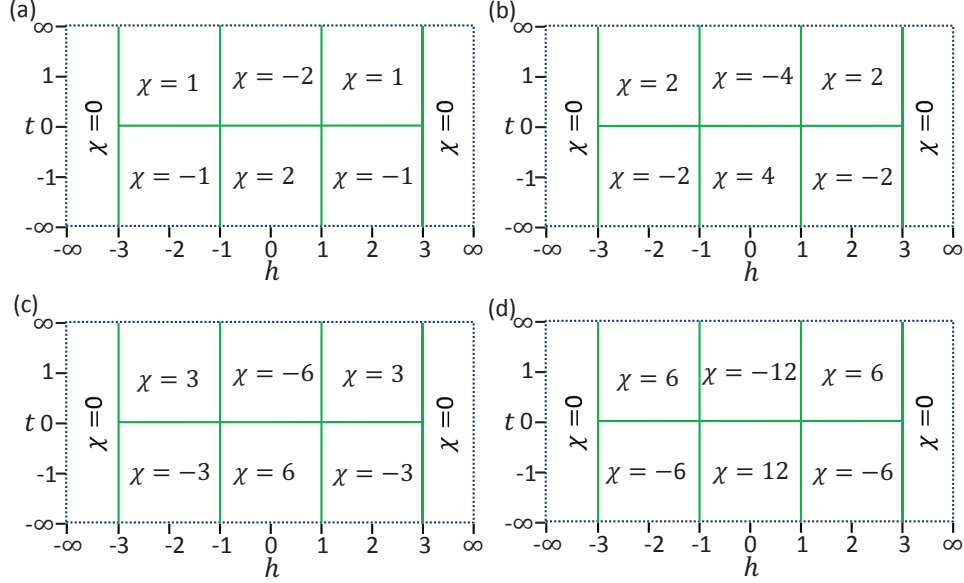 (a)
∞
1
t 0
-1
-∞
χ =0
χ = 1
χ = −2
χ = 1
χ = −1
χ = 2
χ = −1
χ =0
-∞ -3 -2 -1 0 1 2 3 ∞
h
(b)
∞
1
t 0
-1
-∞
χ =0
χ = 2
χ = −4
χ = 2
χ = −2
χ = 4
χ = −2
χ =0
-∞ -3 -2 -1 0 1 2 3 ∞
h
(c)
∞
1
t 0
-1
-∞
χ =0
χ = 3
χ = −6
χ = 3
χ = −3
χ = 6
χ = −3
χ =0
-∞ -3 -2 -1 0 1 2 3 ∞
h
(d)
∞
1
t 0
-1
-∞
χ =0
χ = 6
χ = −12
χ = 6
χ = −6
χ = 12
χ = −6
χ =0
-∞ -3 -2 -1 0 1 2 3 ∞
h